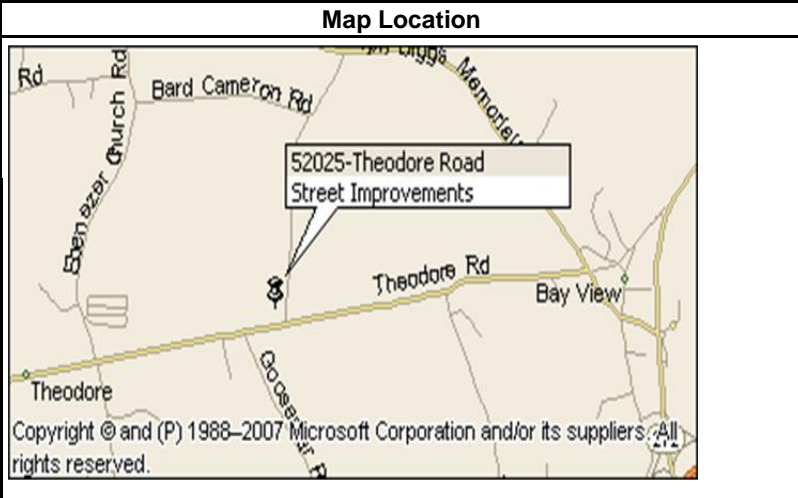 Map Location
Rd
Bard Cameron Rd
Ebenezer Church Rd
Memorial
52025-Theodore Road
Street Improvements
Theodore Rd
Bay View
Theodore
Copyright © and (P) 1988–2007 Microsoft Corporation and/or its suppliers. All
rights reserved.